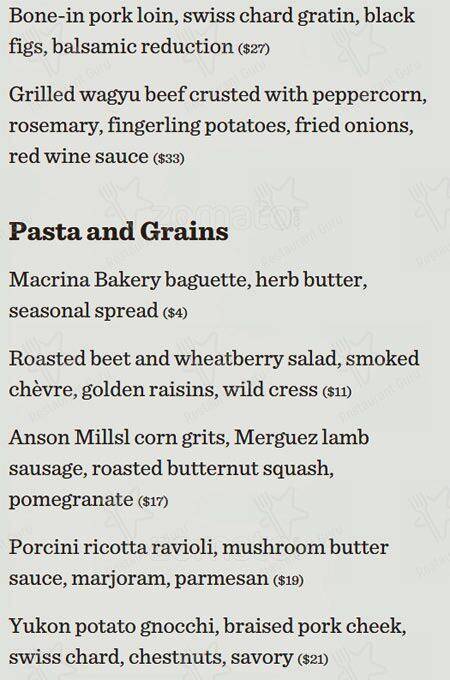 Bone-in pork loin, swiss chard gratin, black
figs, balsamic reduction ($27)
Grilled wagyu beef crusted with peppercorn,
rosemary, fingerling potatoes, fried onions,
red wine sauce ($33)
Pasta and Grains
Macrina Bakery baguette, herb butter,
seasonal spread ($4)
Roasted beet and wheatberry salad, smoked
chèvre, golden raisins, wild cress ($11)
Anson Millsl corn grits, Merguez lamb
sausage, roasted butternut squash,
pomegranate ($17)
Porcini ricotta ravioli, mushroom butter
sauce, marjoram, parmesan ($19)
Yukon potato gnocchi, braised pork cheek,
swiss chard, chestnuts, savory ($21)
zomato
Restaurant Guru